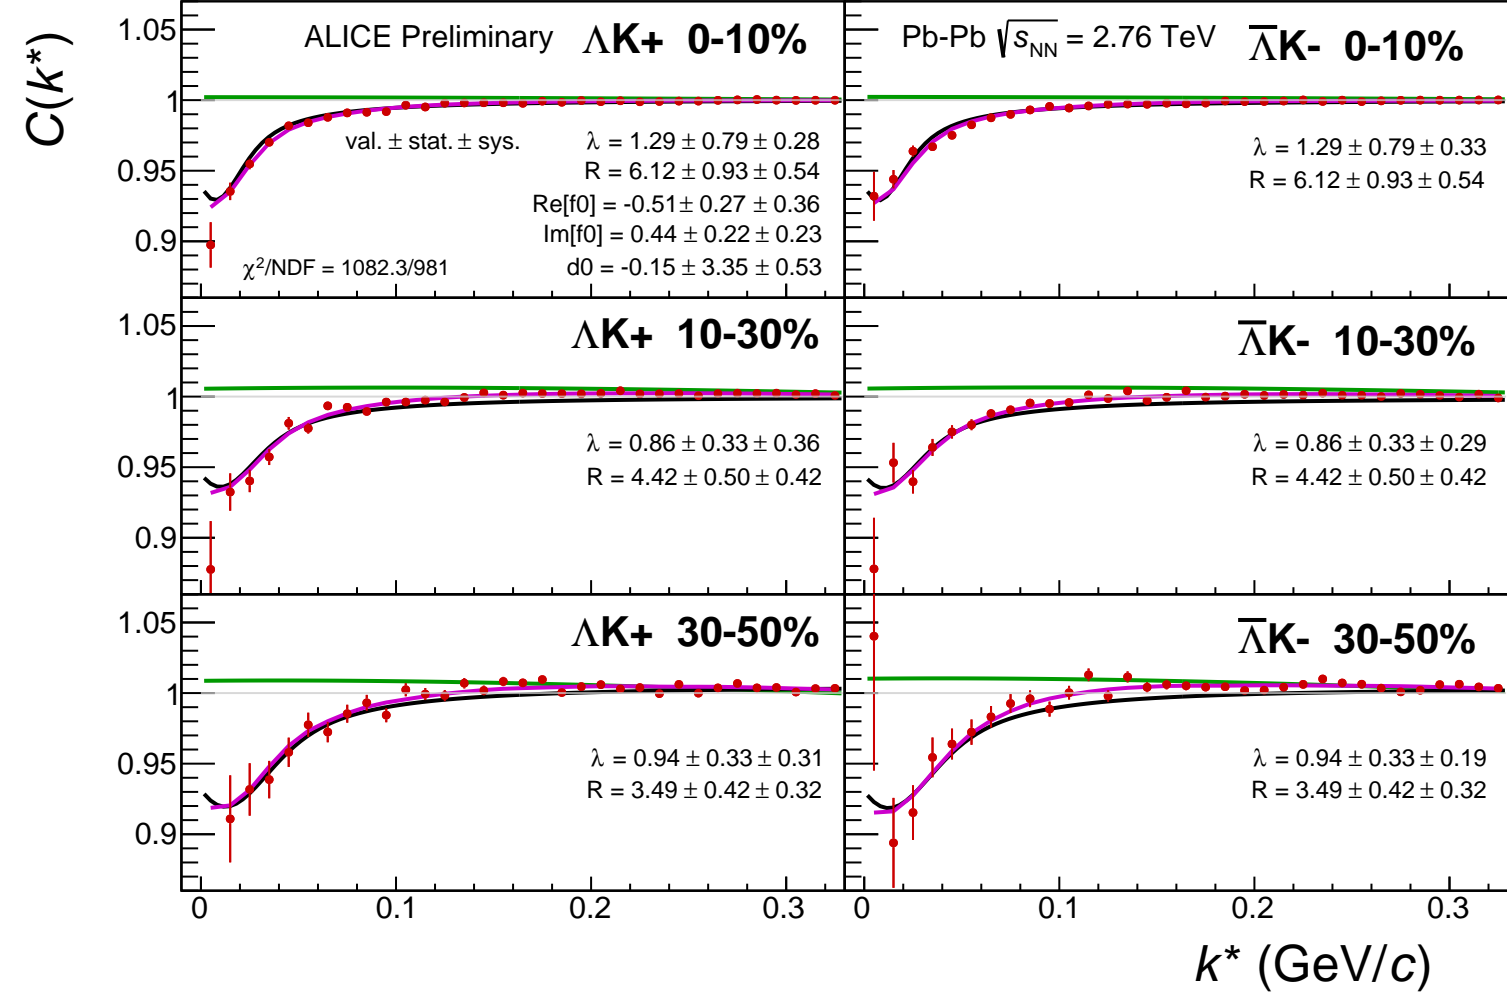 C(k*)
1.05
1
0.95
0.9
ALICE Preliminary ΛK+ 0-10%
val. ± stat. ± sys.
λ = 1.29 ± 0.79 ± 0.28
R = 6.12 ± 0.93 ± 0.54
Re[f0] = -0.51 ± 0.27 ± 0.36
Im[f0] = 0.44 ± 0.22 ± 0.23
d0 = -0.15 ± 3.35 ± 0.53
χ²/NDF = 1082.3/981
Pb-Pb √s_NN = 2.76 TeV Λ̅K- 0-10%
λ = 1.29 ± 0.79 ± 0.33
R = 6.12 ± 0.93 ± 0.54
1.05
1
0.95
0.9
ΛK+ 10-30%
λ = 0.86 ± 0.33 ± 0.36
R = 4.42 ± 0.50 ± 0.42
Λ̅K- 10-30%
λ = 0.86 ± 0.33 ± 0.29
R = 4.42 ± 0.50 ± 0.42
1.05
1
0.95
0.9
ΛK+ 30-50%
λ = 0.94 ± 0.33 ± 0.31
R = 3.49 ± 0.42 ± 0.32
Λ̅K- 30-50%
λ = 0.94 ± 0.33 ± 0.19
R = 3.49 ± 0.42 ± 0.32
0 0.1 0.2 0.3 0 0.1 0.2 0.3
k* (GeV/c)